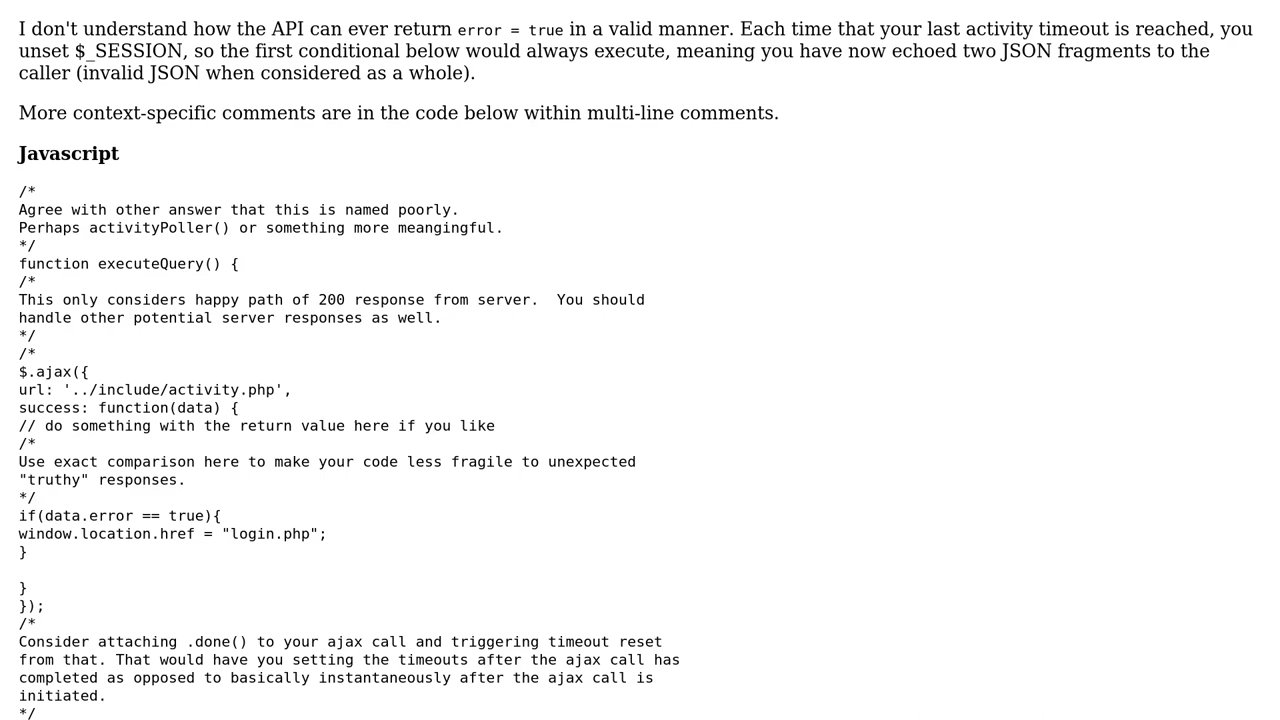 I don't understand how the API can ever return error = true in a valid manner. Each time that your last activity timeout is reached, you
unset $_SESSION, so the first conditional below would always execute, meaning you have now echoed two JSON fragments to the
caller (invalid JSON when considered as a whole).
More context-specific comments are in the code below within multi-line comments.
Javascript
/*
Agree with other answer that this is named poorly.
Perhaps activityPoller() or something more meangingful.
*/
function executeQuery() {
/*
This only considers happy path of 200 response from server.  You should
handle other potential server responses as well.
*/
/*
$.ajax({
url: '../include/activity.php',
success: function(data) {
// do something with the return value here if you like
/*
Use exact comparison here to make your code less fragile to unexpected
"truthy" responses.
*/
if(data.error == true){
window.location.href = "login.php";
}
}
});
/*
Consider attaching .done() to your ajax call and triggering timeout reset
from that. That would have you setting the timeouts after the ajax call has
completed as opposed to basically instantaneously after the ajax call is
initiated.
*/